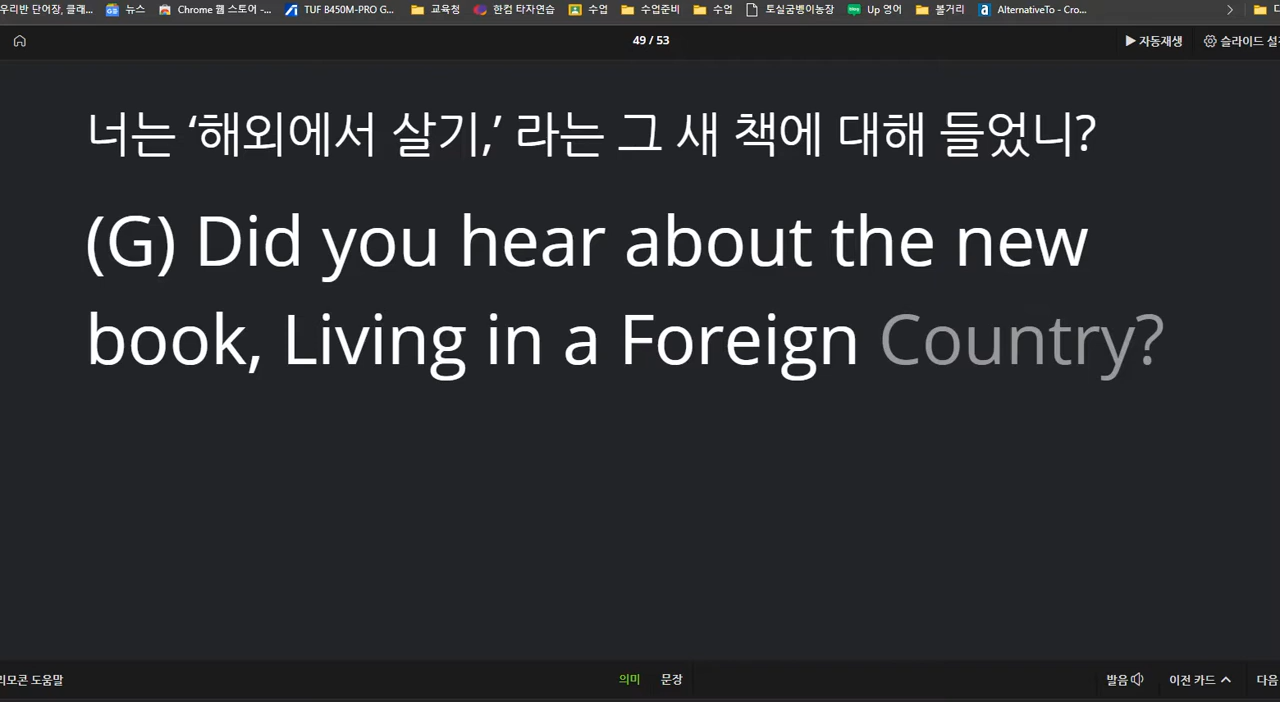 우리반 단어장, 클래... 뉴스 Chrome 웹 스토어 -... TUF B450M-PRO G... 교육청 한컴 타자연습 수업 수업준비 수업 토실굼벵이농장 Up 영어 볼거리 AlternativeTo - Cro...
49 / 53 자동재생 슬라이드 설
너는 ‘해외에서 살기,’ 라는 그 새 책에 대해 들었니?
(G) Did you hear about the new
book, Living in a Foreign Country?
리모콘 도움말 의미 문장 발음 이전 카드 다음